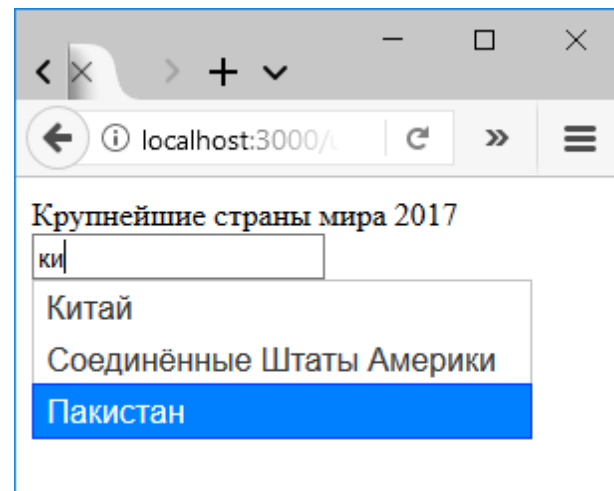 localhost:3000/
Крупнейшие страны мира 2017
ки
Китай
Соединённые Штаты Америки
Пакистан